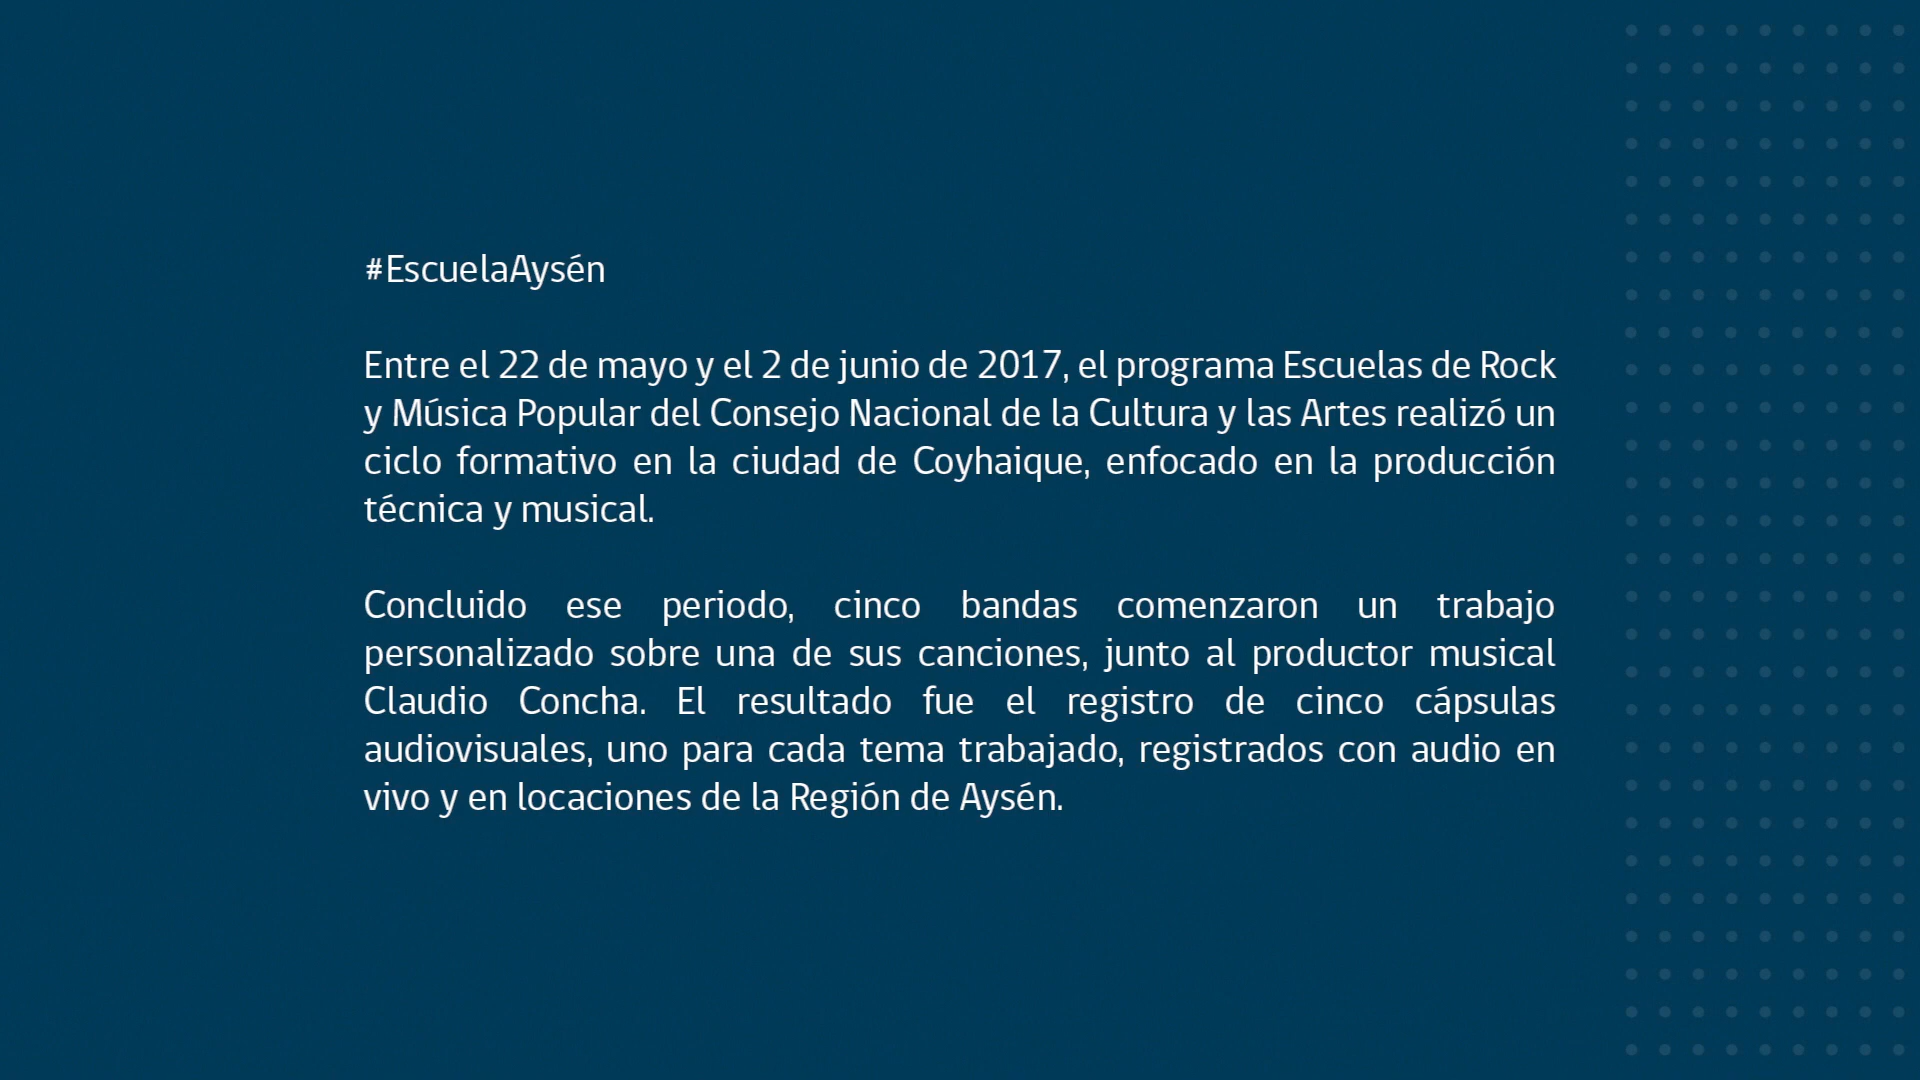 #EscuelaAysén
Entre el 22 de mayo y el 2 de junio de 2017, el programa Escuelas de Rock
y Música Popular del Consejo Nacional de la Cultura y las Artes realizó un
ciclo formativo en la ciudad de Coyhaique, enfocado en la producción
técnica y musical.
Concluido ese periodo, cinco bandas comenzaron un trabajo
personalizado sobre una de sus canciones, junto al productor musical
Claudio Concha. El resultado fue el registro de cinco cápsulas
audiovisuales, uno para cada tema trabajado, registrados con audio en
vivo y en locaciones de la Región de Aysén.